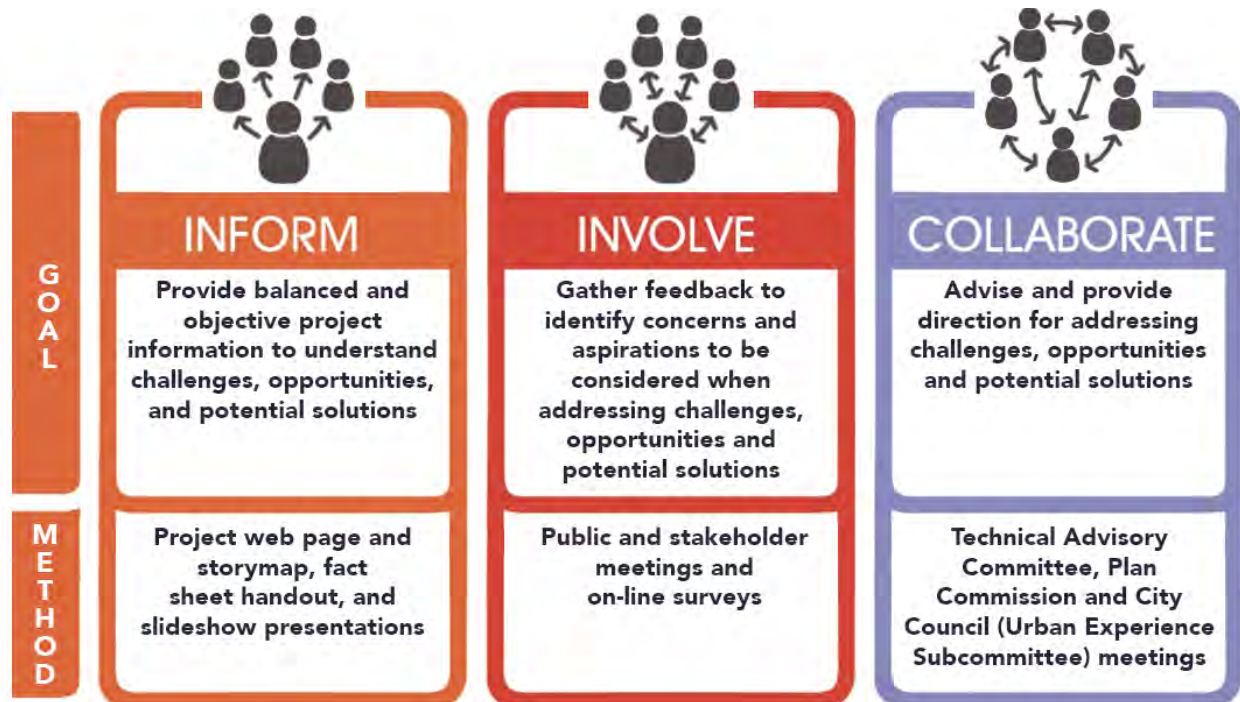 INFORM
INVOLVE
COLLABORATE
GOAL
Provide balanced and
objective project
information to understand
challenges, opportunities,
and potential solutions
Gather feedback to
identify concerns and
aspirations to be
considered when
addressing challenges,
opportunities and
potential solutions
Advise and provide
direction for addressing
challenges, opportunities
and potential solutions
METHOD
Project web page and
storymap, fact
sheet handout, and
slideshow presentations
Public and stakeholder
meetings and
on-line surveys
Technical Advisory
Committee, Plan
Commission and City
Council (Urban Experience
Subcommittee) meetings